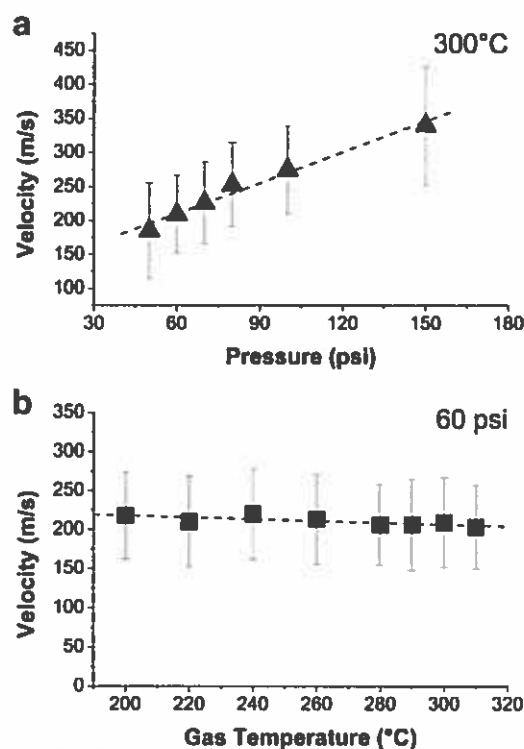 a
300°C
Velocity (m/s)
450
400
350
300
250
200
150
100
30 60 90 120 150 180
Pressure (psi)
b
60 psi
Velocity (m/s)
350
300
250
200
150
100
50
0
200 220 240 260 280 300 320
Gas Temperature (°C)